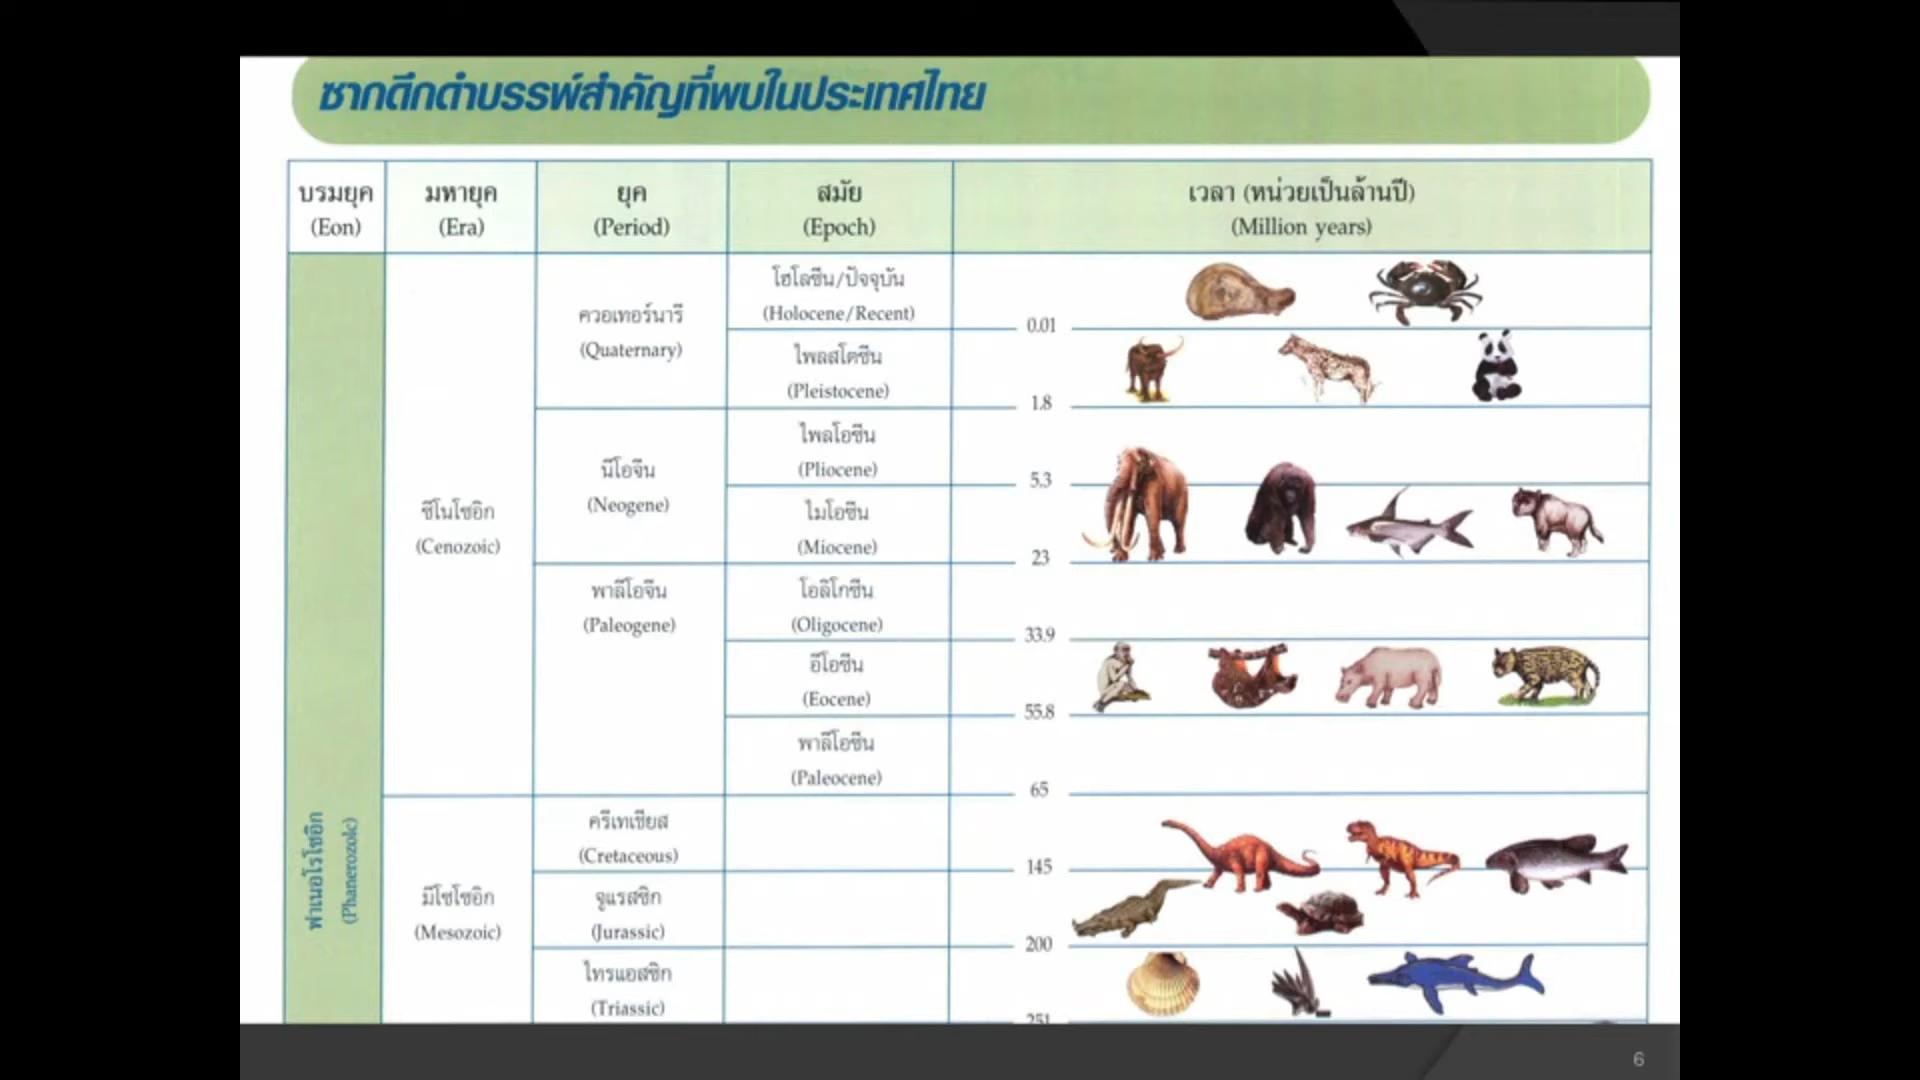 ซากดึกดำบรรพ์สำคัญที่พบในประเทศไทย
บรมยุค
(Eon)
มหายุค
(Era)
ยุค
(Period)
สมัย
(Epoch)
เวลา (หน่วยเป็นล้านปี)
(Million years)
ฟาเนอโรโซอิก
(Phanerozoic)
ซีโนโซอิก
(Cenozoic)
ควอเทอร์นารี
(Quaternary)
โฮโลซีน/ปัจจุบัน
(Holocene/Recent)
0.01
ไพลสโตซีน
(Pleistocene)
1.8
นีโอจีน
(Neogene)
ไพลโอซีน
(Pliocene)
5.3
ไมโอซีน
(Miocene)
23
พาลีโอจีน
(Paleogene)
โอลิโกซีน
(Oligocene)
33.9
อีโอซีน
(Eocene)
55.8
พาลีโอซีน
(Paleocene)
65
มีโซโซอิก
(Mesozoic)
ครีเทเชียส
(Cretaceous)
145
จูแรสซิก
(Jurassic)
200
ไทรแอสซิก
(Triassic)
251
6